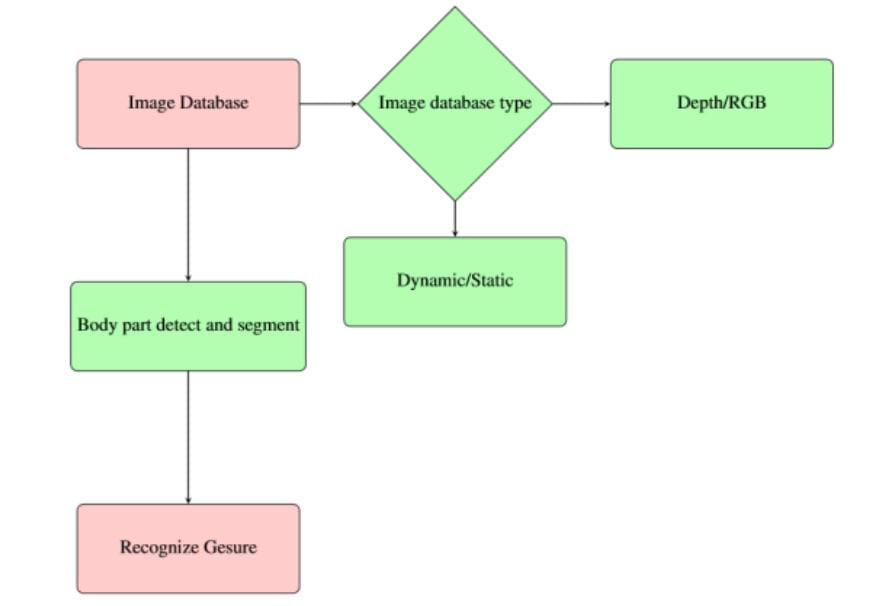 Image Database
Image database type
Depth/RGB
Dynamic/Static
Body part detect and segment
Recognize Gesure